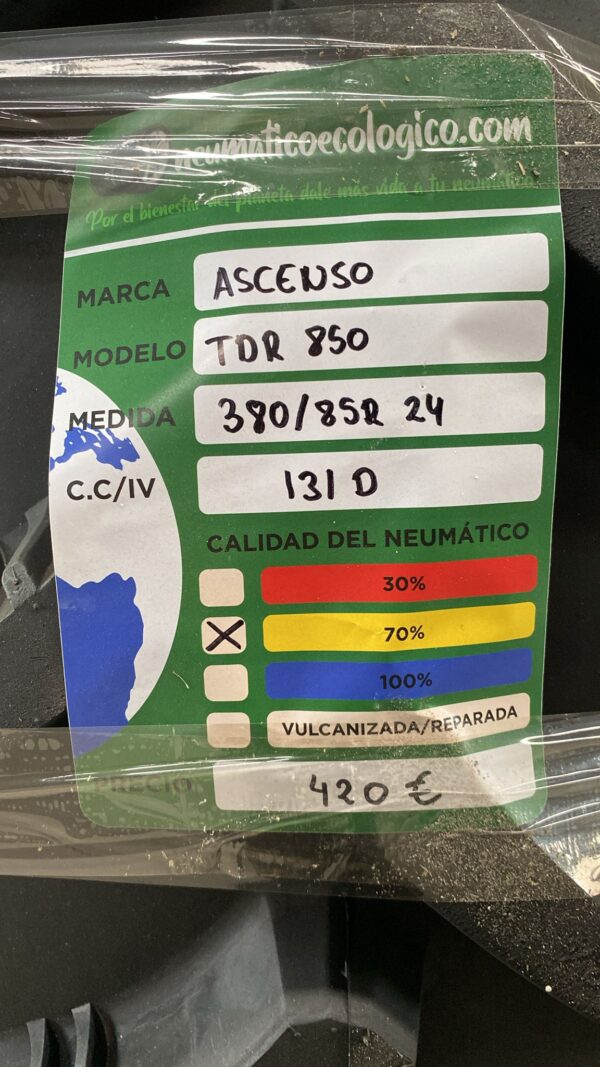 neumaticoecologico.com
Por el bienestar del planeta dale más vida a tu neumático
MARCA ASCENSO
MODELO TDR 850
MEDIDA 380/85R 24
C.C/IV 131 D
CALIDAD DEL NEUMÁTICO
30%
X 70%
100%
VULCANIZADA/REPARADA
PRECIO 420 €